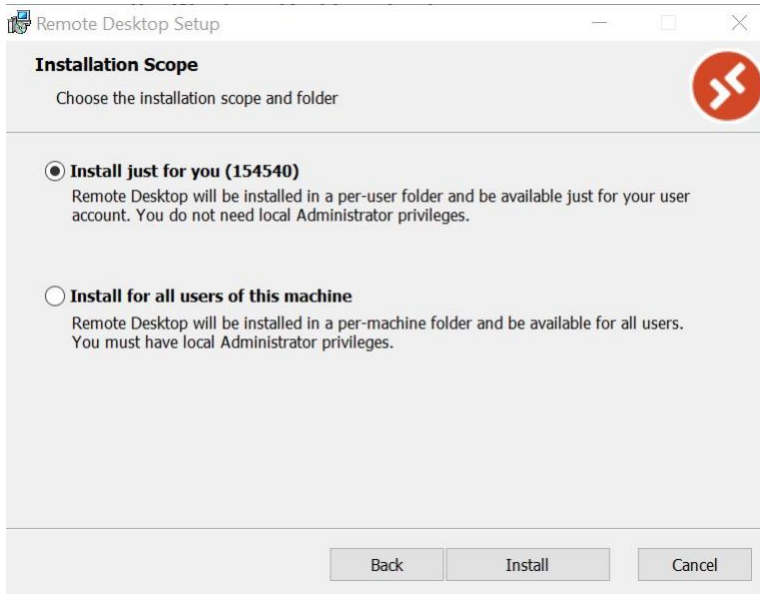 Remote Desktop Setup
Installation Scope
Choose the installation scope and folder
Install just for you (154540)
Remote Desktop will be installed in a per-user folder and be available just for your user
account. You do not need local Administrator privileges.
Install for all users of this machine
Remote Desktop will be installed in a per-machine folder and be available for all users.
You must have local Administrator privileges.
Back
Install
Cancel